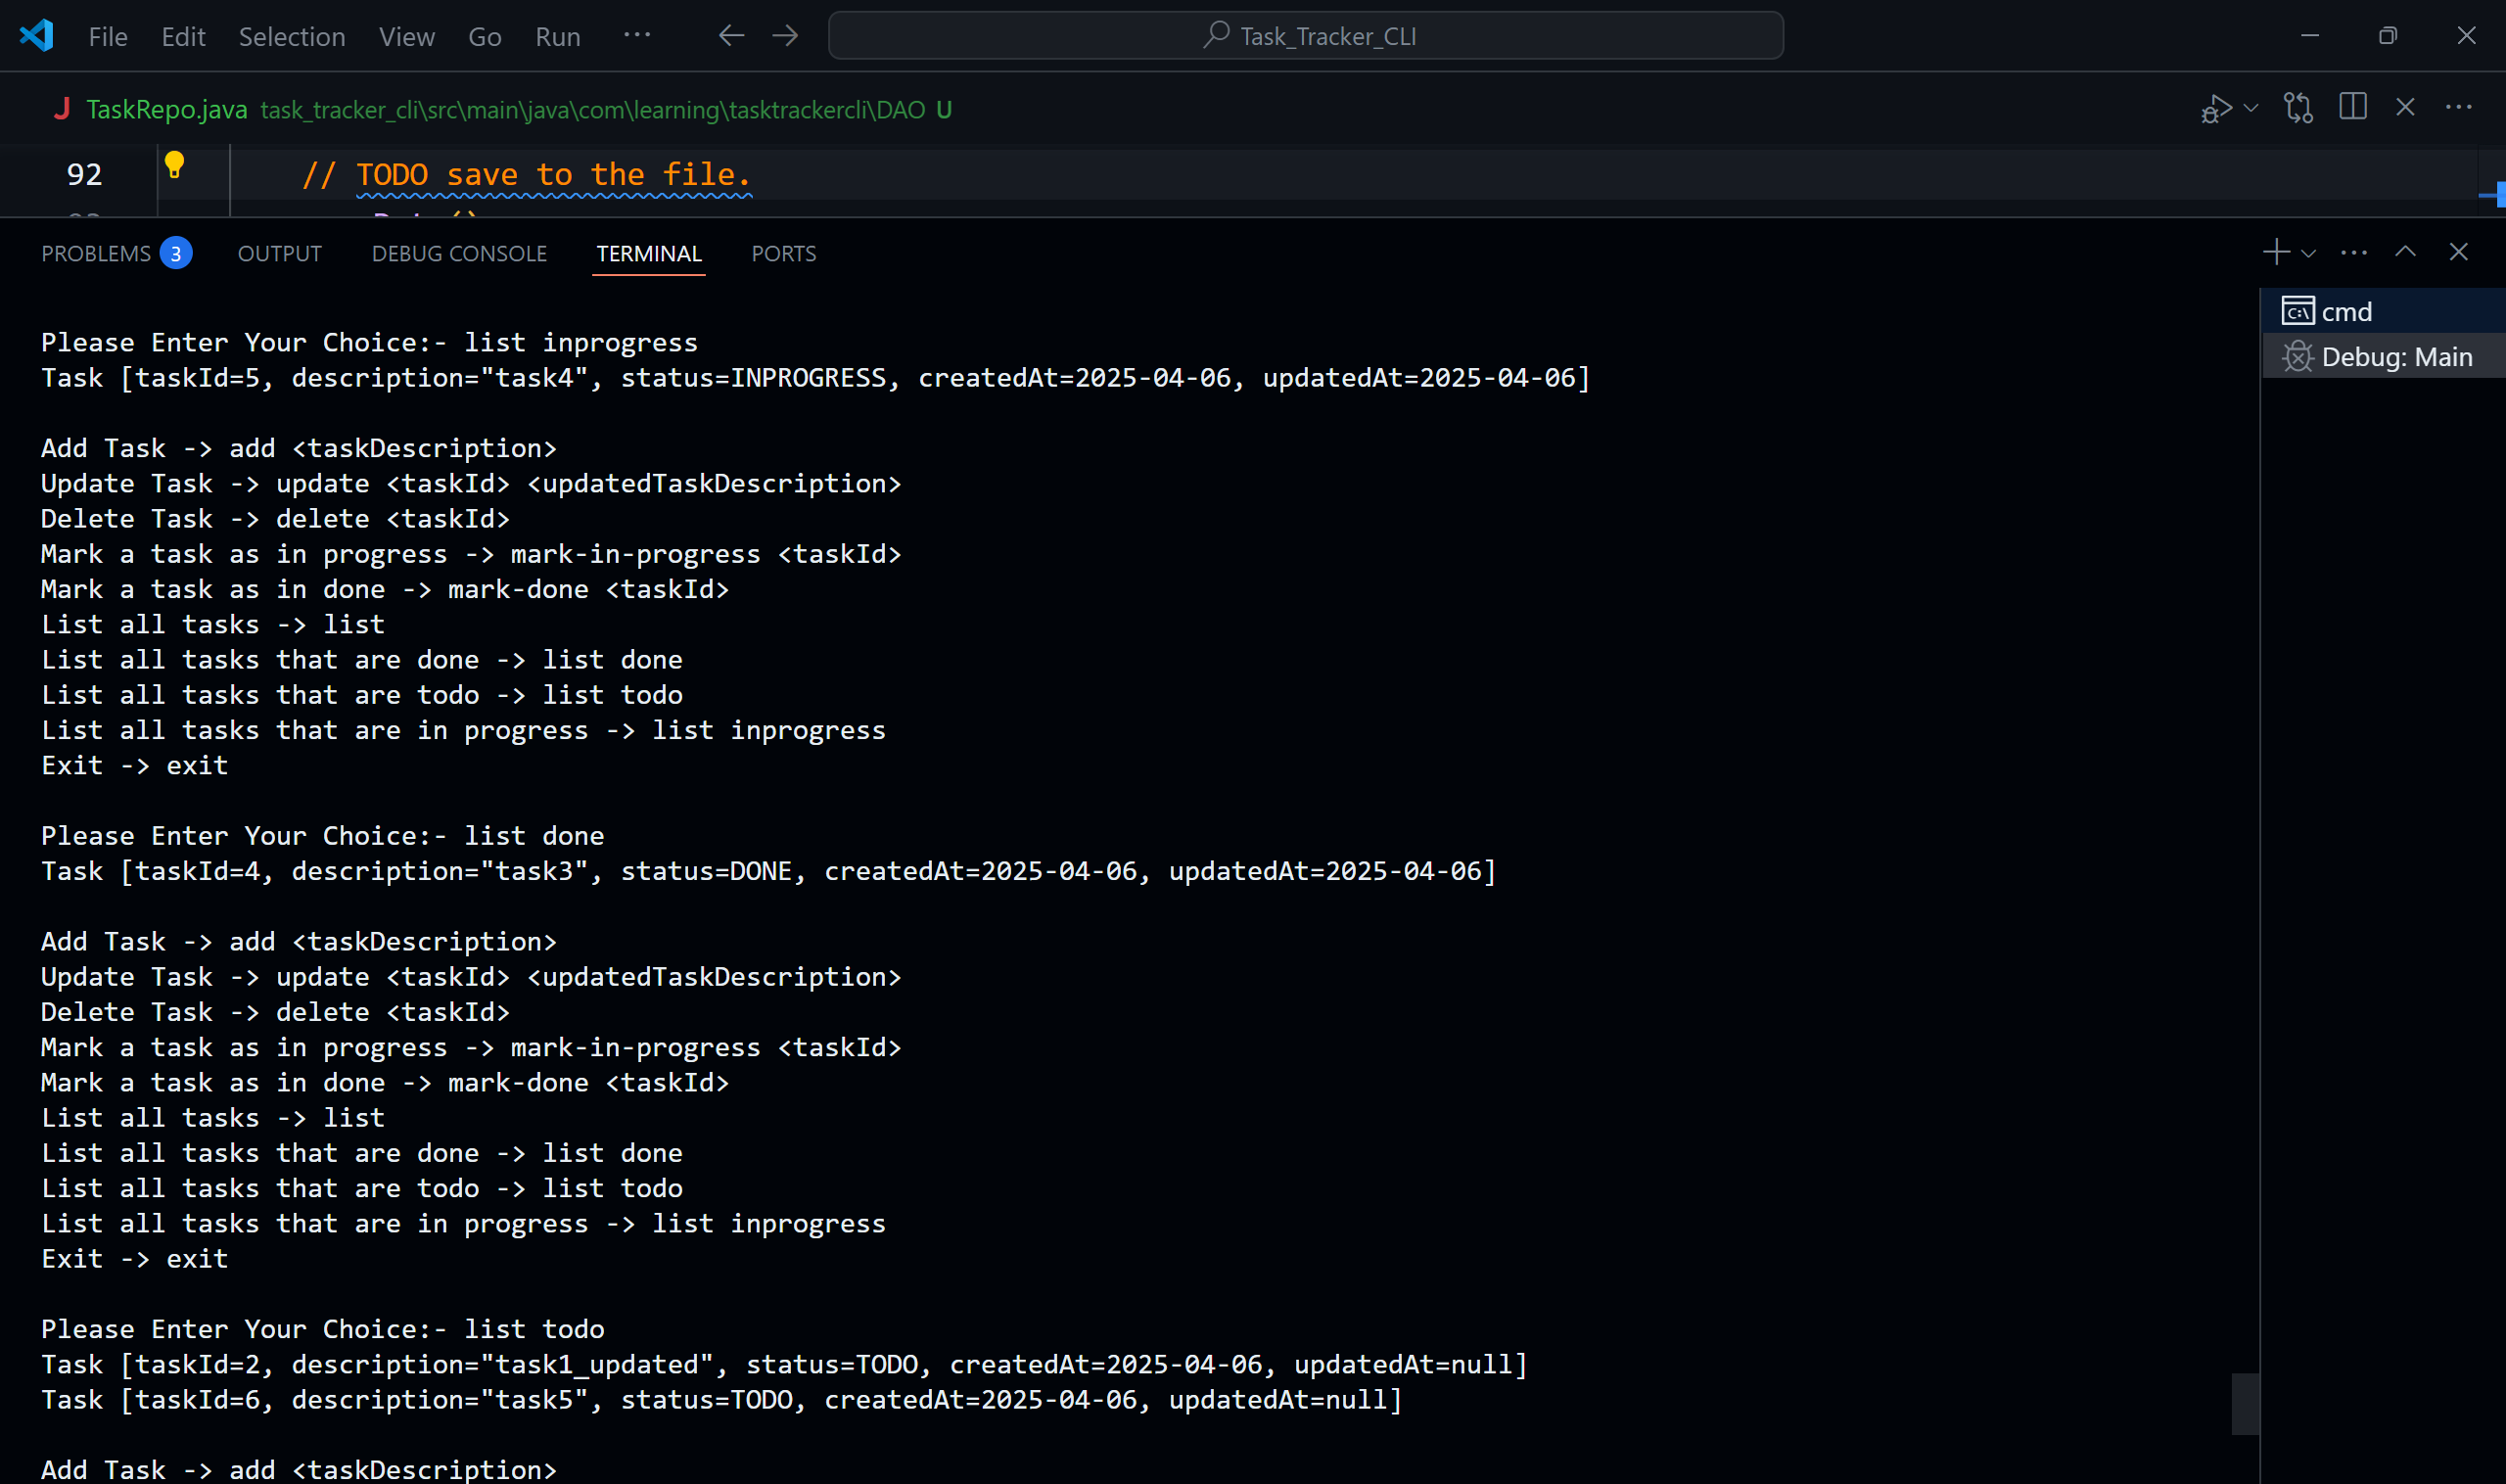 File Edit Selection View Go Run ··· Task_Tracker_CLI
J TaskRepo.java task_tracker_cli\src\main\java\com\learning\tasktrackercli\DAO U
92 // TODO save to the file.
PROBLEMS 3 OUTPUT DEBUG CONSOLE TERMINAL PORTS
cmd
Debug: Main
Please Enter Your Choice:- list inprogress
Task [taskId=5, description="task4", status=INPROGRESS, createdAt=2025-04-06, updatedAt=2025-04-06]
Add Task -> add <taskDescription>
Update Task -> update <taskId> <updatedTaskDescription>
Delete Task -> delete <taskId>
Mark a task as in progress -> mark-in-progress <taskId>
Mark a task as in done -> mark-done <taskId>
List all tasks -> list
List all tasks that are done -> list done
List all tasks that are todo -> list todo
List all tasks that are in progress -> list inprogress
Exit -> exit
Please Enter Your Choice:- list done
Task [taskId=4, description="task3", status=DONE, createdAt=2025-04-06, updatedAt=2025-04-06]
Add Task -> add <taskDescription>
Update Task -> update <taskId> <updatedTaskDescription>
Delete Task -> delete <taskId>
Mark a task as in progress -> mark-in-progress <taskId>
Mark a task as in done -> mark-done <taskId>
List all tasks -> list
List all tasks that are done -> list done
List all tasks that are todo -> list todo
List all tasks that are in progress -> list inprogress
Exit -> exit
Please Enter Your Choice:- list todo
Task [taskId=2, description="task1_updated", status=TODO, createdAt=2025-04-06, updatedAt=null]
Task [taskId=6, description="task5", status=TODO, createdAt=2025-04-06, updatedAt=null]
Add Task -> add <taskDescription>